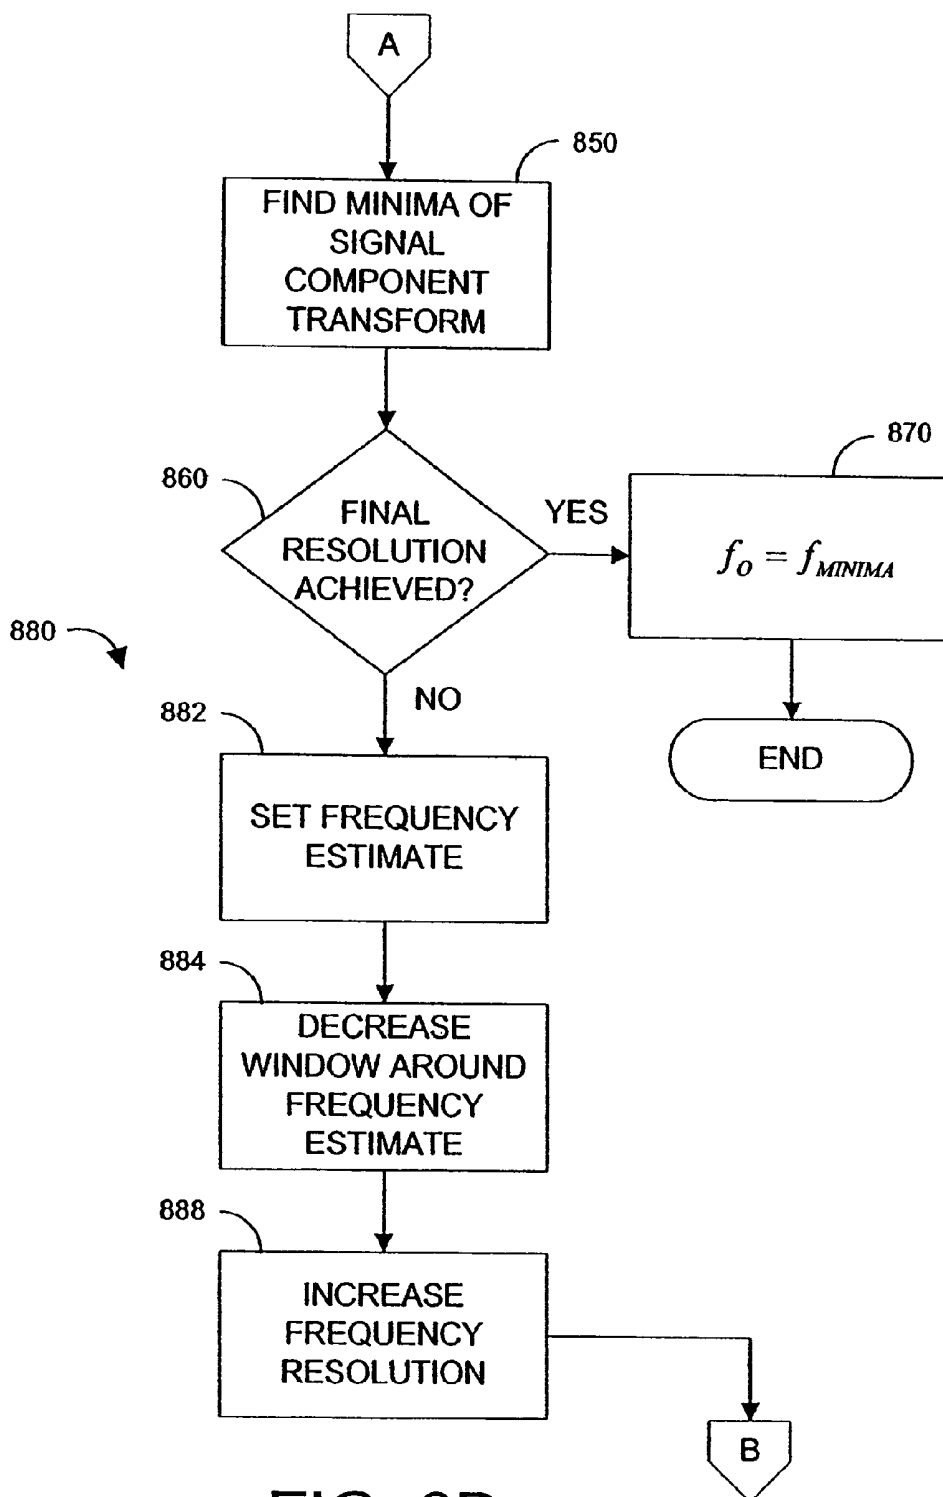 A
850
FIND MINIMA OF
SIGNAL
COMPONENT
TRANSFORM
860
FINAL
RESOLUTION
ACHIEVED?
YES
870
f_O = f_MINIMA
880
NO
END
882
SET FREQUENCY
ESTIMATE
884
DECREASE
WINDOW AROUND
FREQUENCY
ESTIMATE
888
INCREASE
FREQUENCY
RESOLUTION
B